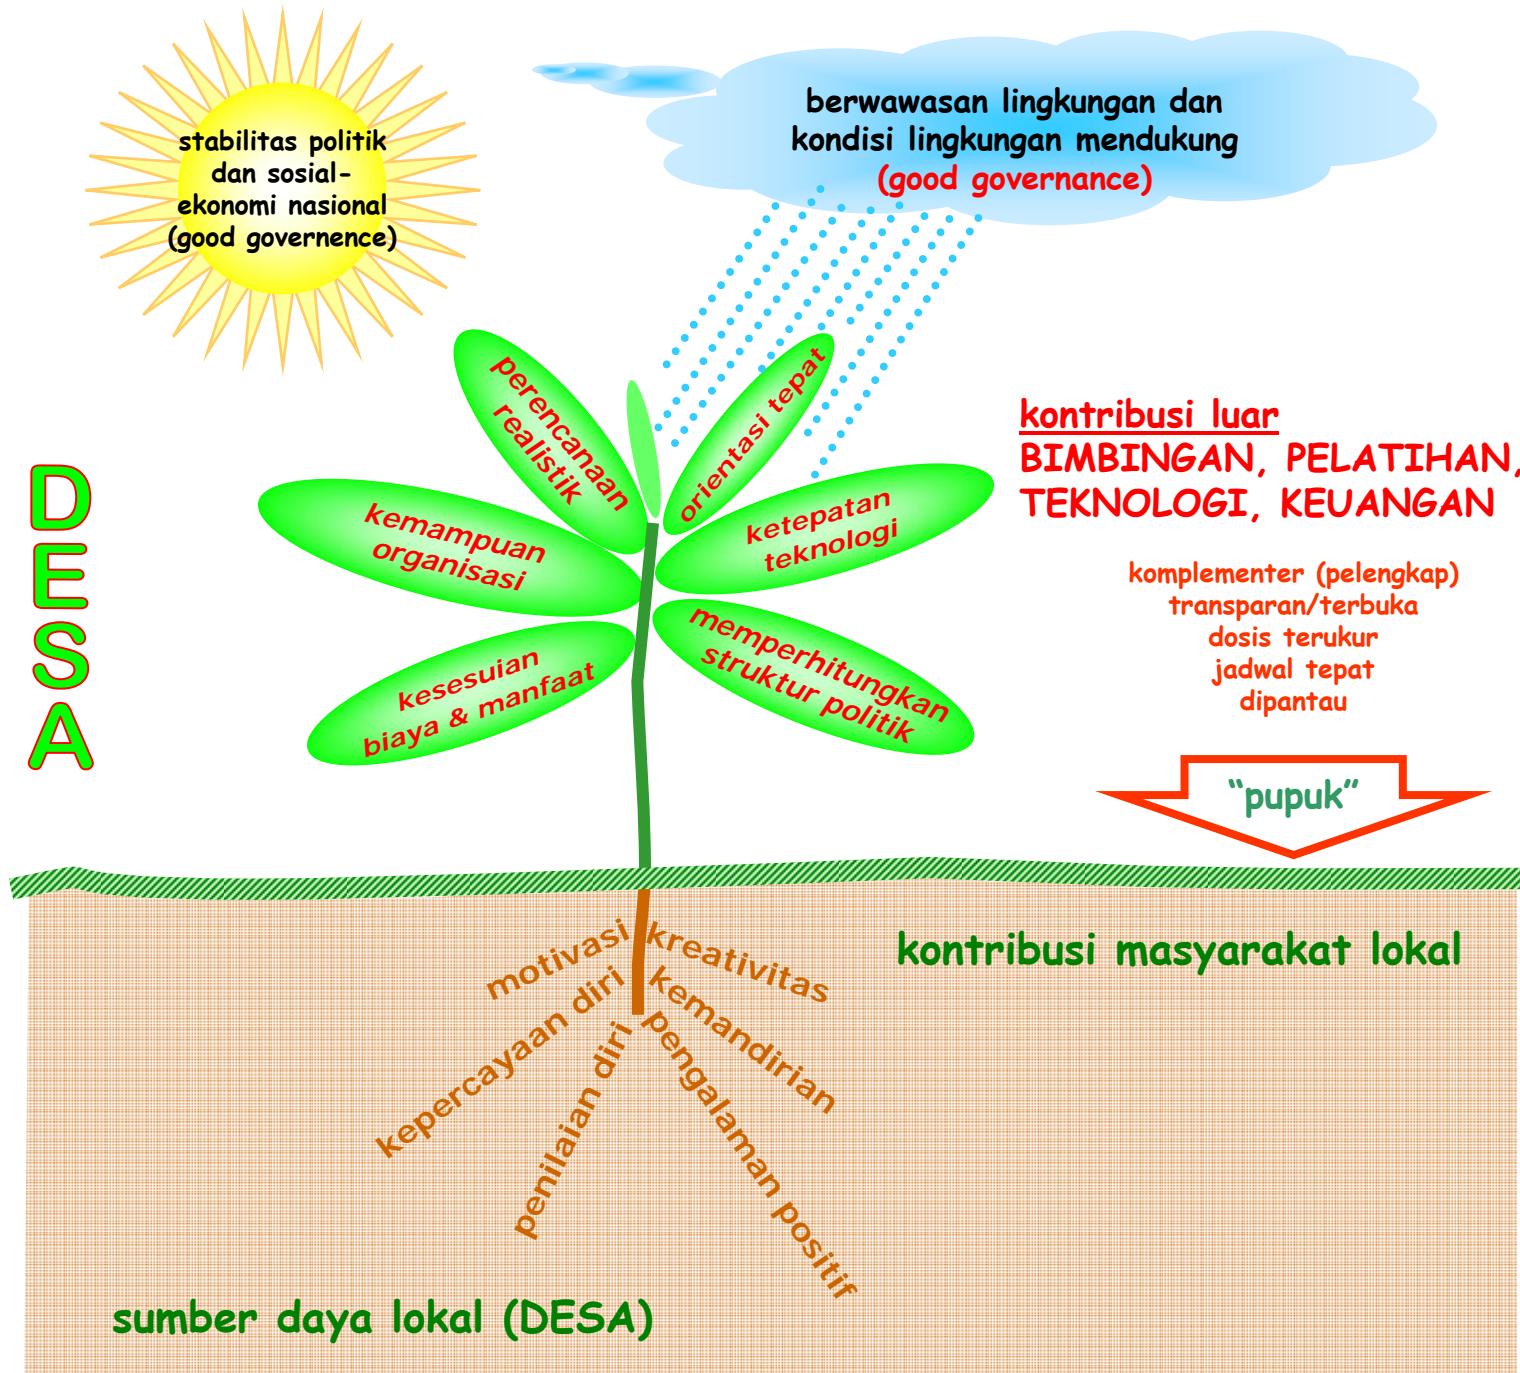 stabilitas politik
dan sosial-
ekonomi nasional
(good governence)
berwawasan lingkungan dan
kondisi lingkungan mendukung
(good governance)
perencanaan
realistik
orientasi tepat
kemampuan
organisasi
ketepatan
teknologi
kesesuian
biaya & manfaat
memperhitungkan
struktur politik
DESA
kontribusi luar
BIMBINGAN, PELATIHAN,
TEKNOLOGI, KEUANGAN
komplementer (pelengkap)
transparan/terbuka
dosis terukur
jadwal tepat
dipantau
“pupuk”
kontribusi masyarakat lokal
motivasi
kreativitas
kepercayaan diri
kemandirian
penilaian diri
pengalaman positif
sumber daya lokal (DESA)